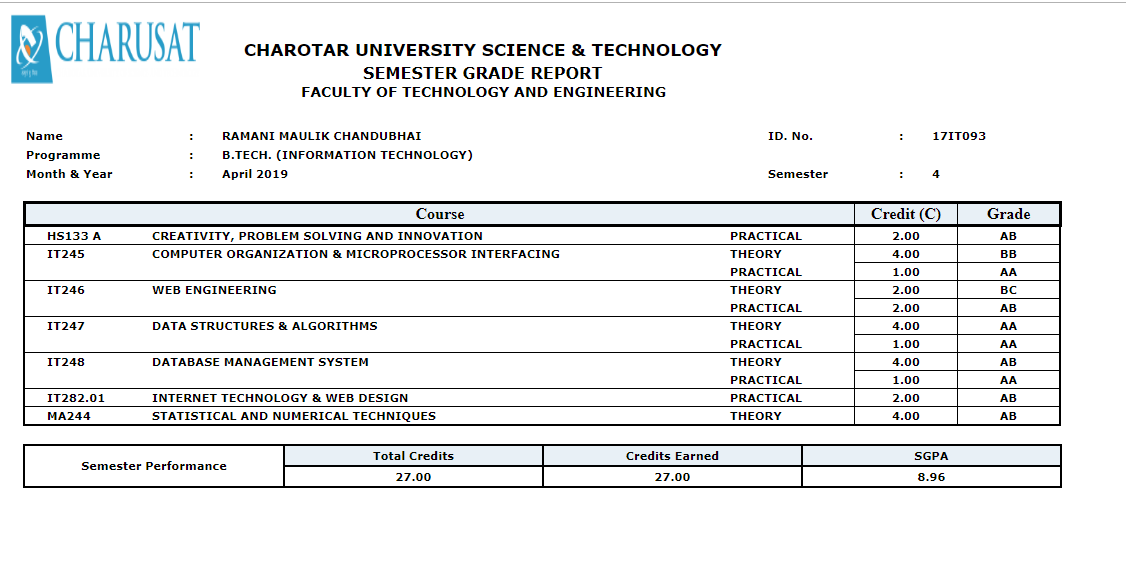 CHARUSAT
CHAROTAR UNIVERSITY SCIENCE & TECHNOLOGY
SEMESTER GRADE REPORT
FACULTY OF TECHNOLOGY AND ENGINEERING
Name : RAMANI MAULIK CHANDUBHAI ID. No. : 17IT093
Programme : B.TECH. (INFORMATION TECHNOLOGY)
Month & Year : April 2019 Semester : 4
Course Credit (C) Grade
HS133 A CREATIVITY, PROBLEM SOLVING AND INNOVATION PRACTICAL 2.00 AB
IT245 COMPUTER ORGANIZATION & MICROPROCESSOR INTERFACING THEORY 4.00 BB
PRACTICAL 1.00 AA
IT246 WEB ENGINEERING THEORY 2.00 BC
PRACTICAL 2.00 AB
IT247 DATA STRUCTURES & ALGORITHMS THEORY 4.00 AA
PRACTICAL 1.00 AA
IT248 DATABASE MANAGEMENT SYSTEM THEORY 4.00 AB
PRACTICAL 1.00 AA
IT282.01 INTERNET TECHNOLOGY & WEB DESIGN PRACTICAL 2.00 AB
MA244 STATISTICAL AND NUMERICAL TECHNIQUES THEORY 4.00 AB
Semester Performance Total Credits Credits Earned SGPA
27.00 27.00 8.96